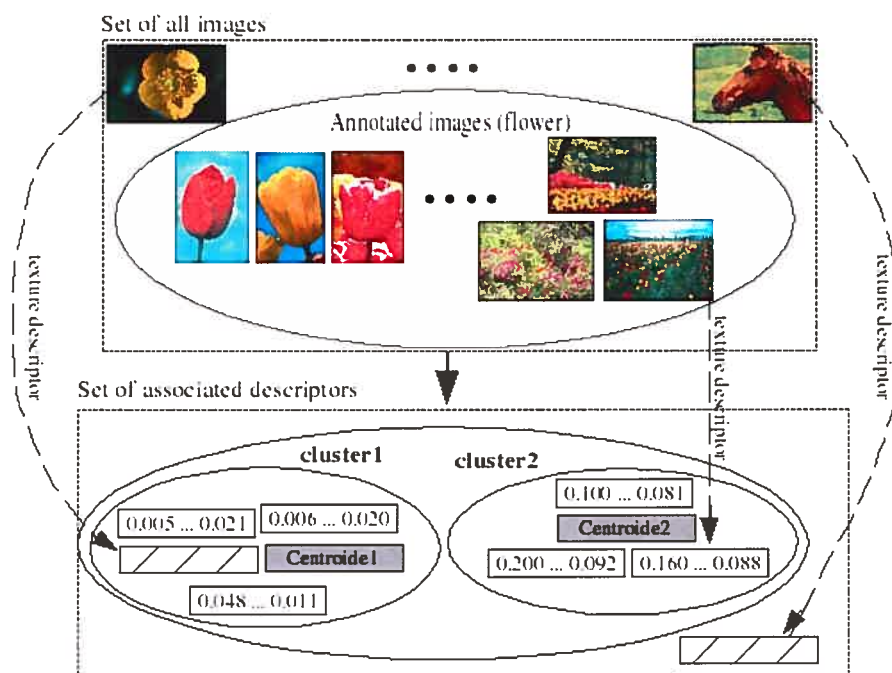 Set of all images
Annotated images (flower)
texture descriptor
texture descriptor
texture descriptor
Set of associated descriptors
cluster1
cluster2
0.005 ... 0.021
0.006 ... 0.020
Centroide1
0.048 ... 0.011
0.100 ... 0.081
Centroide2
0.200 ... 0.092
0.160 ... 0.088